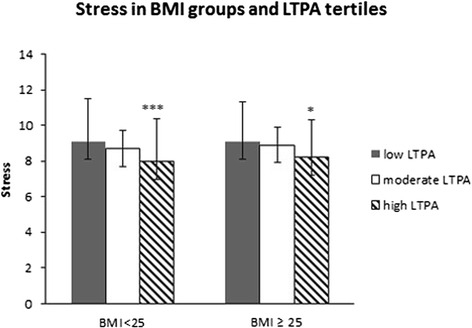 Stress in BMI groups and LTPA tertiles
14
12
10
8
6
4
2
0
Stress
***
*
BMI<25
BMI ≥ 25
low LTPA
moderate LTPA
high LTPA